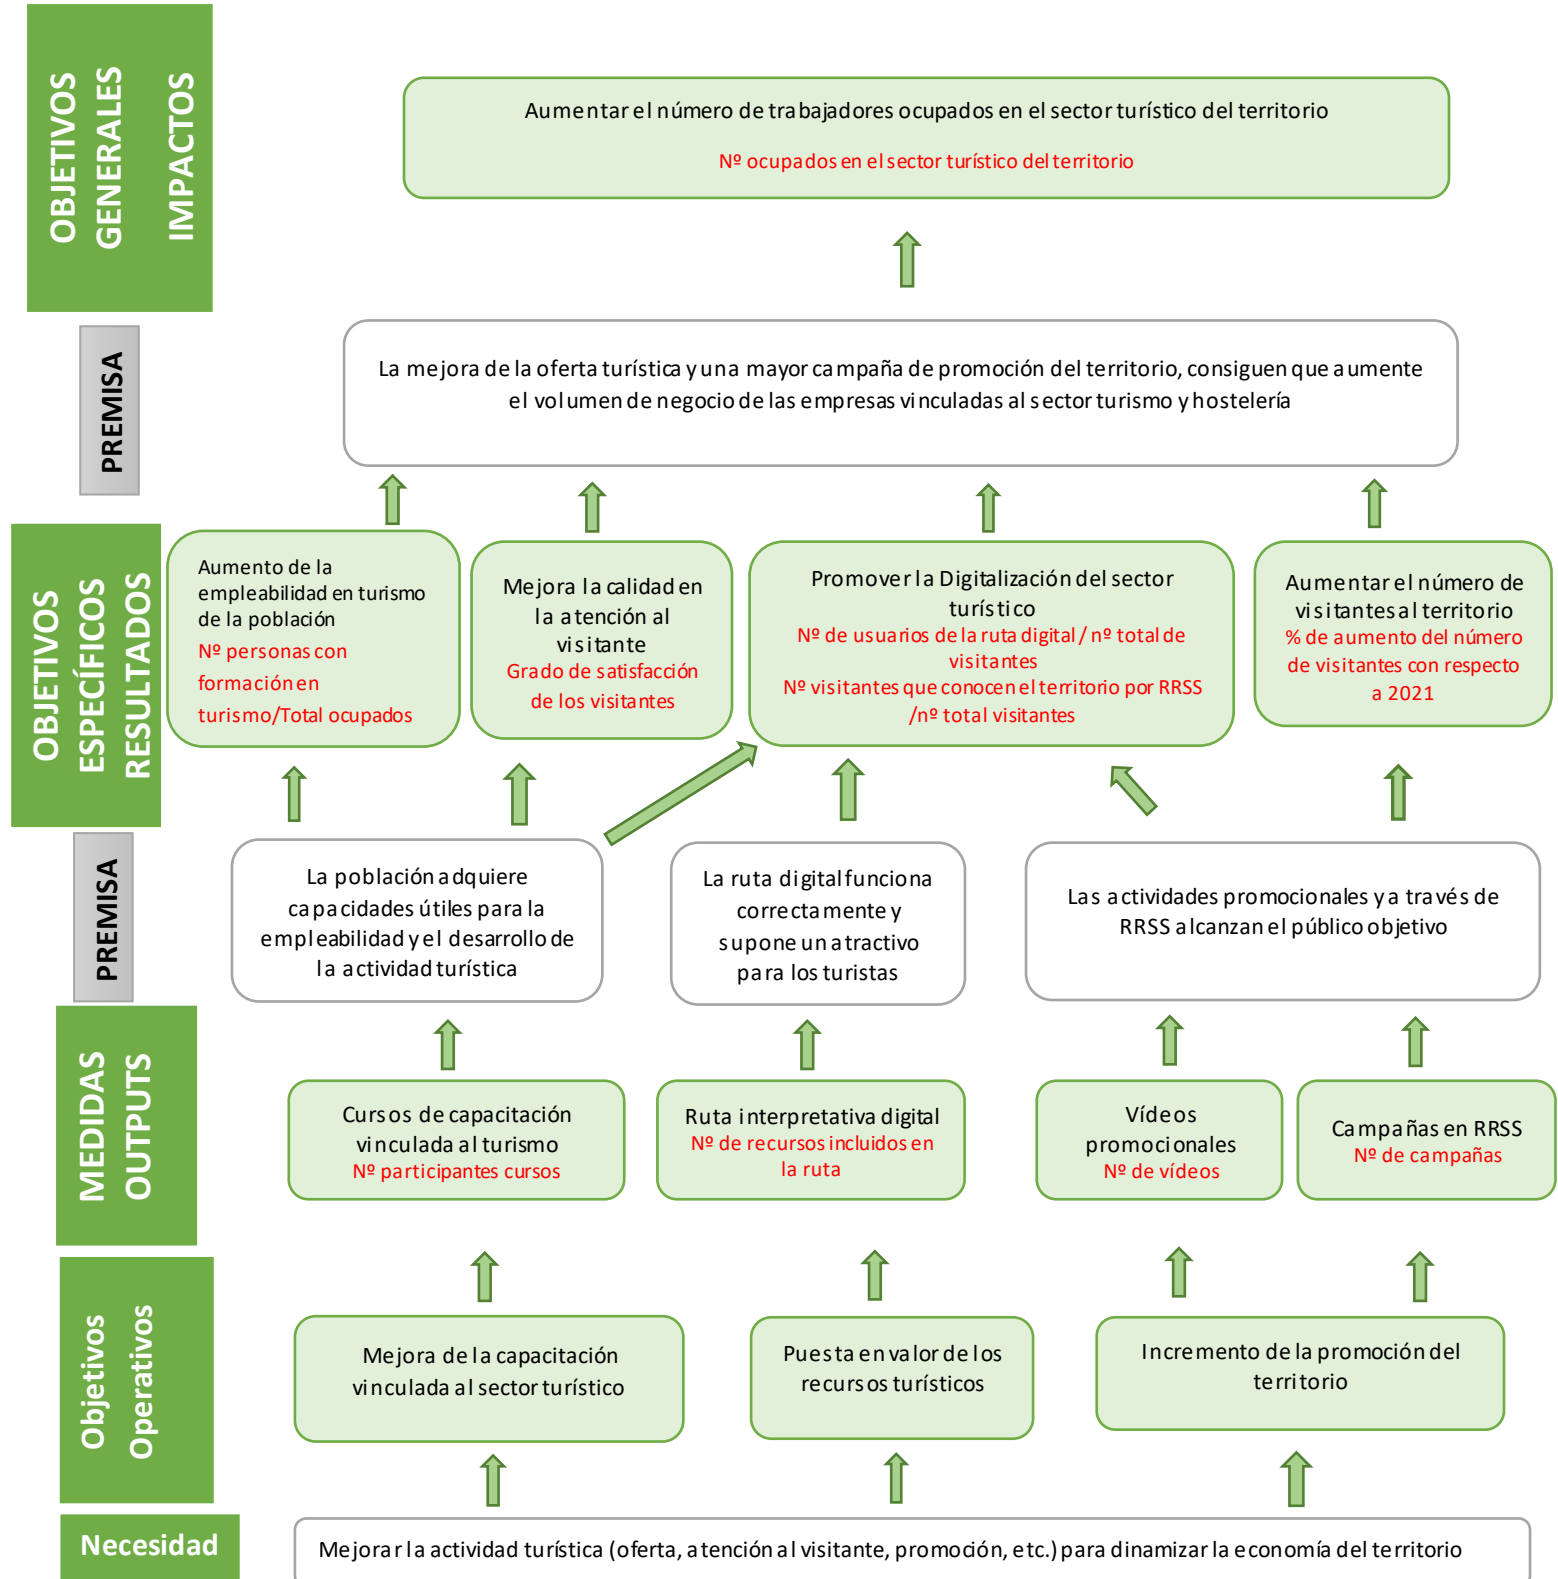 OBJETIVOS
GENERALES
IMPACTOS
Aumentar el número de trabajadores ocupados en el sector turístico del territorio
Nº ocupados en el sector turístico del territorio
PREMISA
La mejora de la oferta turística y una mayor campaña de promoción del territorio, consiguen que aumente
el volumen de negocio de las empresas vinculadas al sector turismo y hostelería
OBJETIVOS
ESPECÍFICOS
RESULTADOS
Aumento de la
empleabilidad en turismo
de la población
Nº personas con
formación en
turismo/Total ocupados
Mejora la calidad en
la atención al
visitante
Grado de satisfacción
de los visitantes
Promover la Digitalización del sector
turístico
Nº de usuarios de la ruta digital/ nº total de
visitantes
Nº visitantes que conocen el territorio por RRSS
/nº total visitantes
Aumentar el número de
visitantes al territorio
% de aumento del número
de visitantes con respecto
a 2021
PREMISA
La población adquiere
capacidades útiles para la
empleabilidad y el desarrollo de
la actividad turística
La ruta digital funciona
correctamente y
supone un atractivo
para los turistas
Las actividades promocionales y a través de
RRSS alcanzan el público objetivo
MEDIDAS
OUTPUTS
Cursos de capacitación
vinculada al turismo
Nº participantes cursos
Ruta interpretativa digital
Nº de recursos incluidos en
la ruta
Vídeos
promocionales
Nº de vídeos
Campañas en RRSS
Nº de campañas
Objetivos
Operativos
Mejora de la capacitación
vinculada al sector turístico
Puesta en valor de los
recursos turísticos
Incremento de la promoción del
territorio
Necesidad
Mejorar la actividad turística (oferta, atención al visitante, promoción, etc.) para dinamizar la economía del territorio